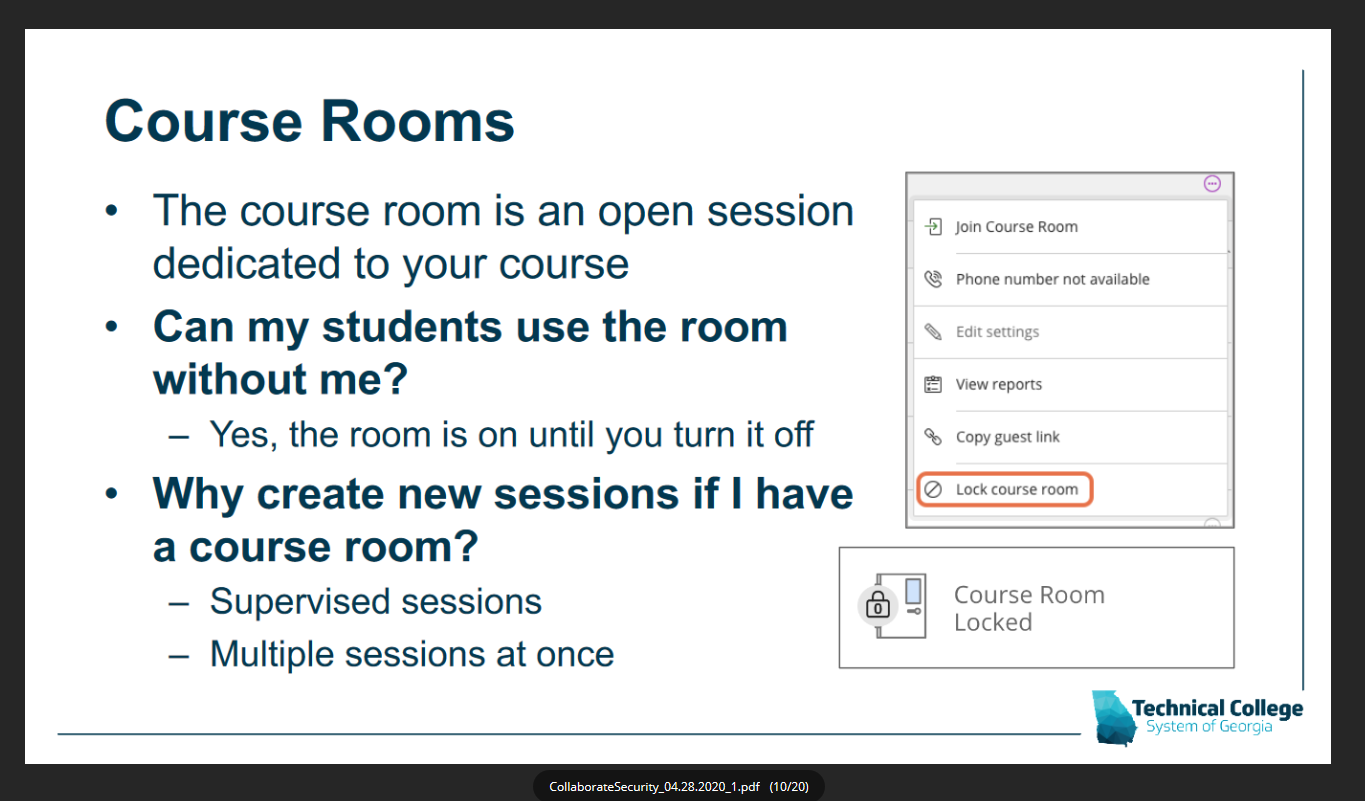 Course Rooms
• The course room is an open session
dedicated to your course
• Can my students use the room
without me?
– Yes, the room is on until you turn it off
• Why create new sessions if I have
a course room?
– Supervised sessions
– Multiple sessions at once
Join Course Room
Phone number not available
Edit settings
View reports
Copy guest link
Lock course room
Course Room
Locked
Technical College
System of Georgia
CollaborateSecurity_04.28.2020_1.pdf (10/20)